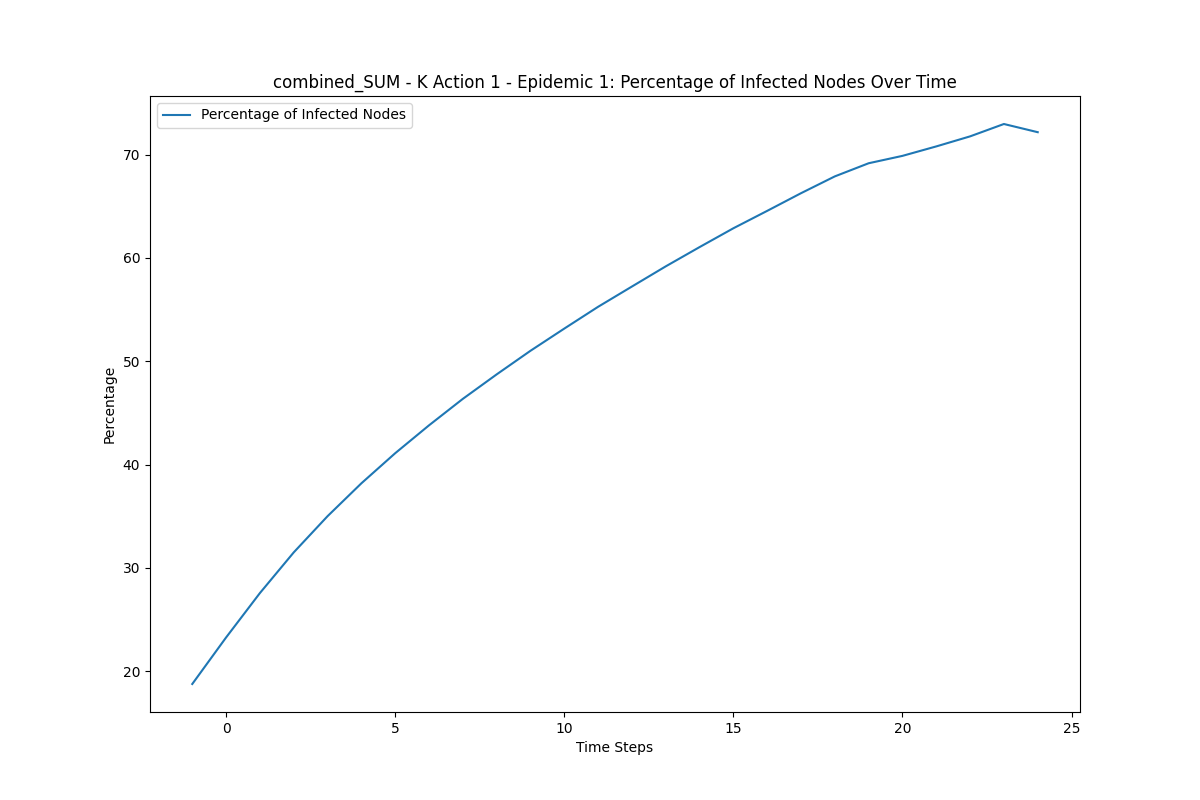 combined_SUM - K Action 1 - Epidemic 1: Percentage of Infected Nodes Over Time
Percentage of Infected Nodes
70
60
50
40
30
20
Percentage
0 5 10 15 20 25
Time Steps